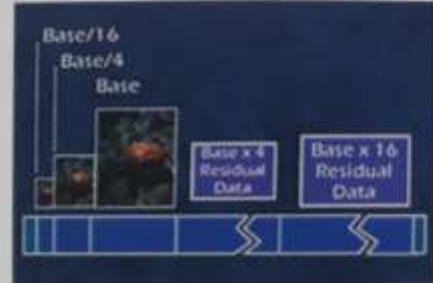 Base/16
Base/4
Base
Base x 4
Residual
Data
Base x 16
Residual
Data